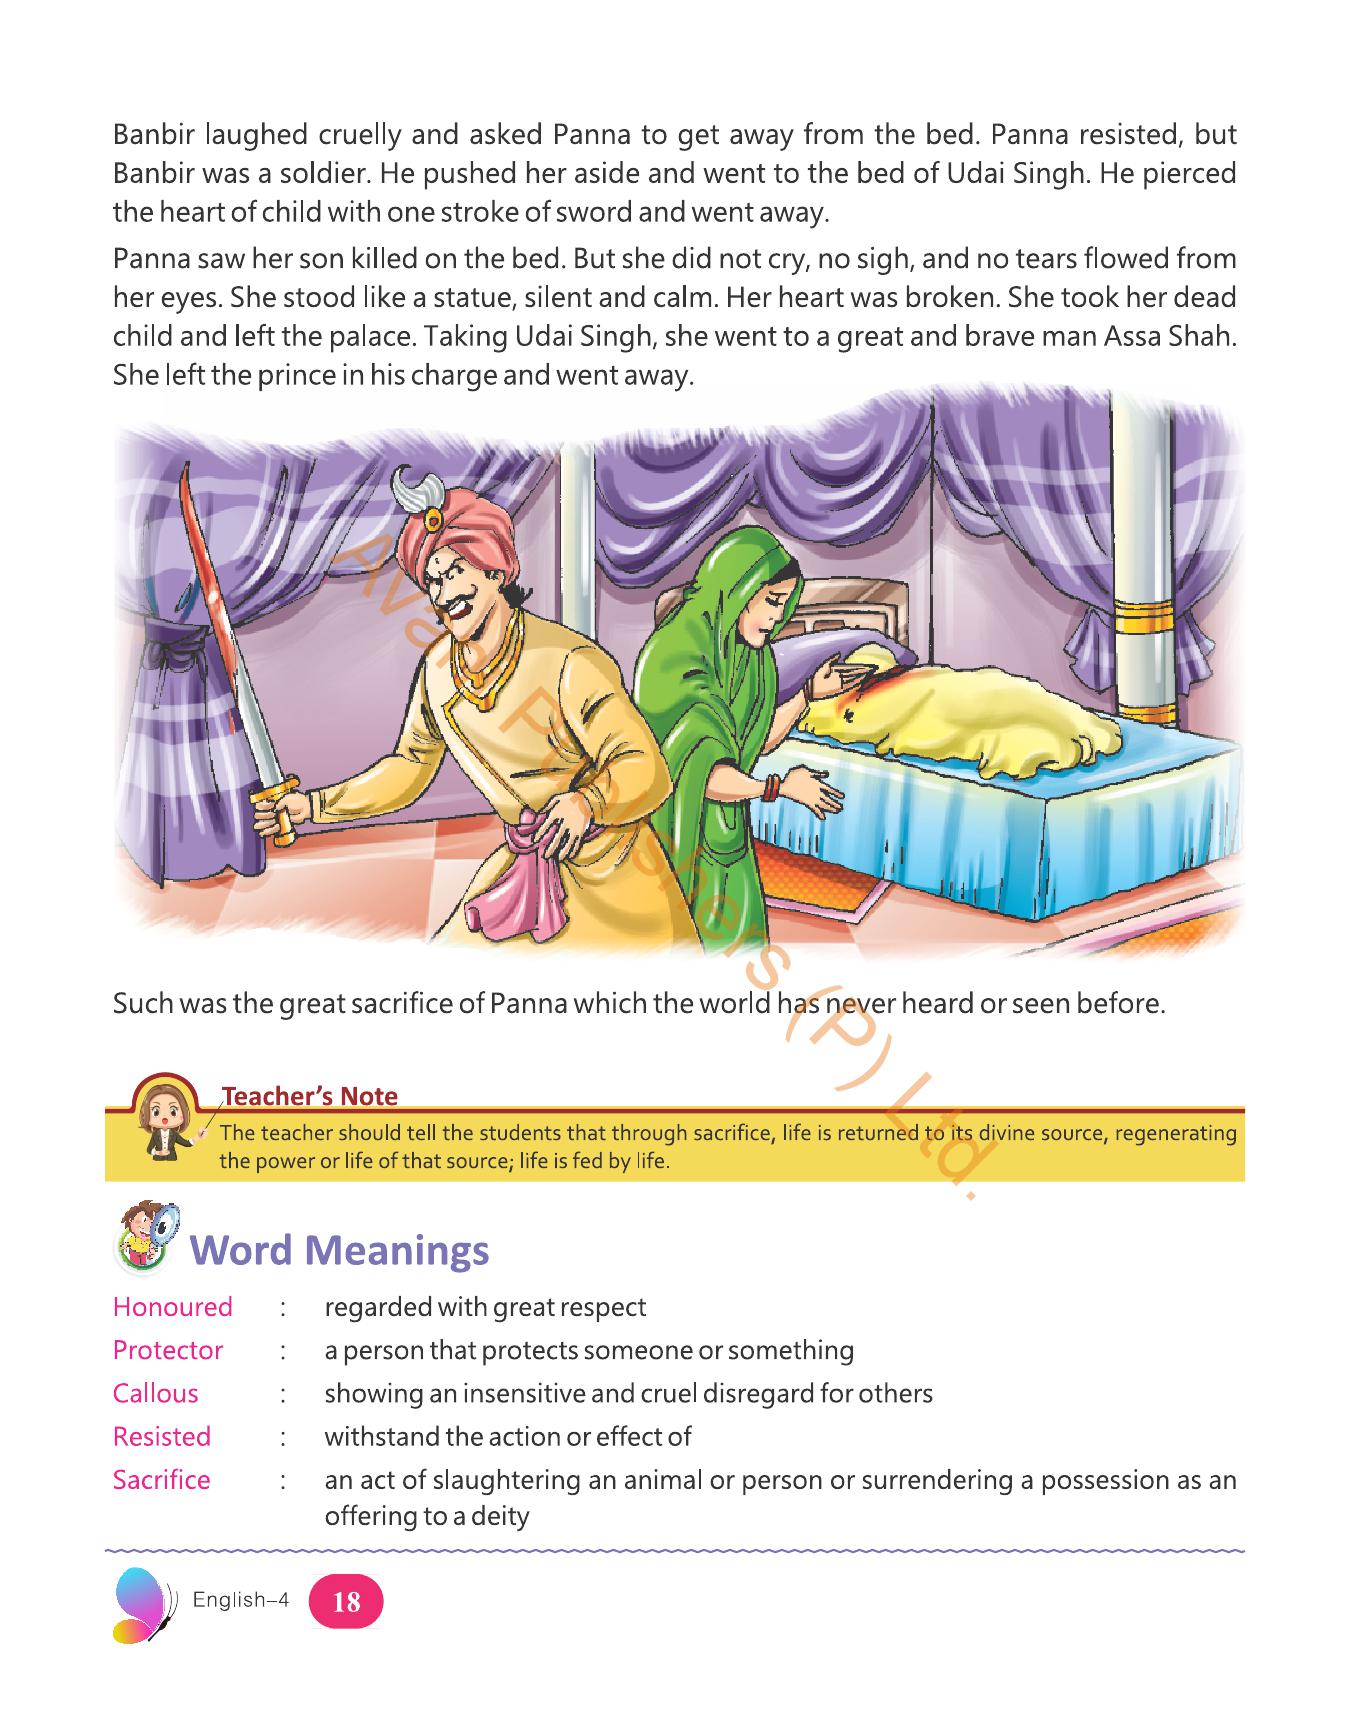 Banbir laughed cruelly and asked Panna to get away from the bed. Panna resisted, but
Banbir was a soldier. He pushed her aside and went to the bed of Udai Singh. He pierced
the heart of child with one stroke of sword and went away.
Panna saw her son killed on the bed. But she did not cry, no sigh, and no tears flowed from
her eyes. She stood like a statue, silent and calm. Her heart was broken. She took her dead
child and left the palace. Taking Udai Singh, she went to a great and brave man Assa Shah.
She left the prince in his charge and went away.
Such was the great sacrifice of Panna which the world has never heard or seen before.
Teacher's Note
The teacher should tell the students that through sacrifice, life is returned to its divine source, regenerating
the power or life of that source; life is fed by life.
Word Meanings
Honoured : regarded with great respect
Protector : a person that protects someone or something
Callous : showing an insensitive and cruel disregard for others
Resisted : withstand the action or effect of
Sacrifice : an act of slaughtering an animal or person or surrendering a possession as an
offering to a deity
English–4 18
(P) Ltd.